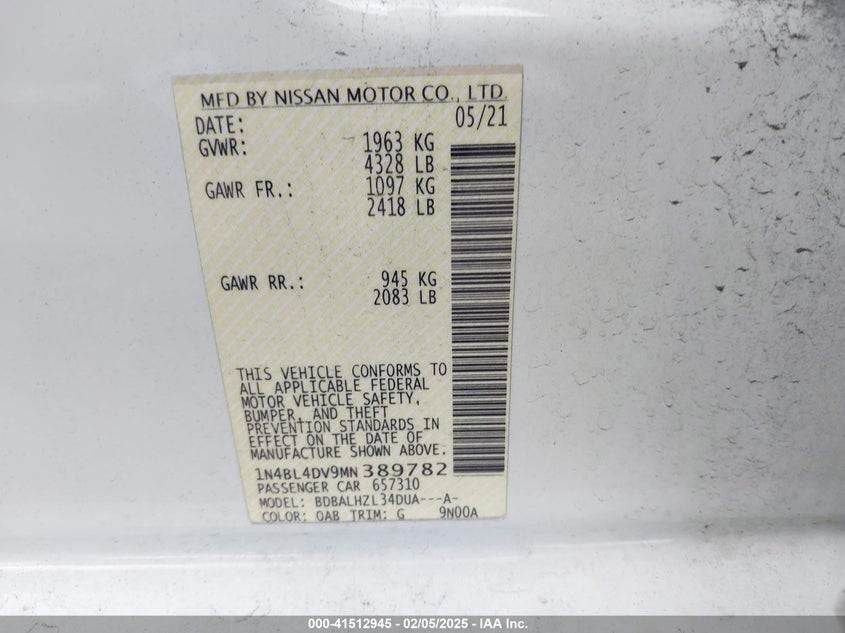 MFD BY NISSAN MOTOR CO., LTD.
DATE: 05/21
GVWR: 1963 KG
4328 LB
GAWR FR.: 1097 KG
2418 LB
GAWR RR.: 945 KG
2083 LB
THIS VEHICLE CONFORMS TO
ALL APPLICABLE FEDERAL
MOTOR VEHICLE SAFETY,
BUMPER, AND THEFT
PREVENTION STANDARDS IN
EFFECT ON THE DATE OF
MANUFACTURE SHOWN ABOVE.
1N4BL4DV9MN389782
PASSENGER CAR 657310
MODEL: BDBALHZL34DUA---A-
COLOR: QAB TRIM: G 9N00A
000-41512945 - 02/05/2025 - IAA Inc.